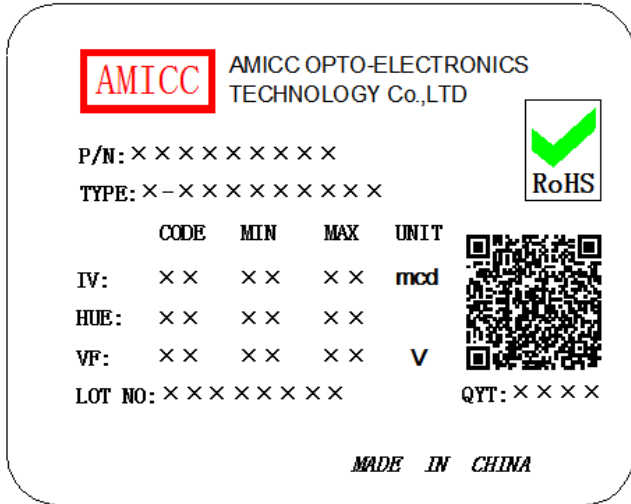 AMICC
AMICC OPTO-ELECTRONICS
TECHNOLOGY Co.,LTD
RoHS
P/N:×××××××××
TYPE:×-×××××××××
CODE MIN MAX UNIT
IV: ×× ×× ×× mcd
HUE: ×× ×× ××
VF: ×× ×× ×× V
LOT NO:××××××××
QYT:××××
MADE IN CHINA